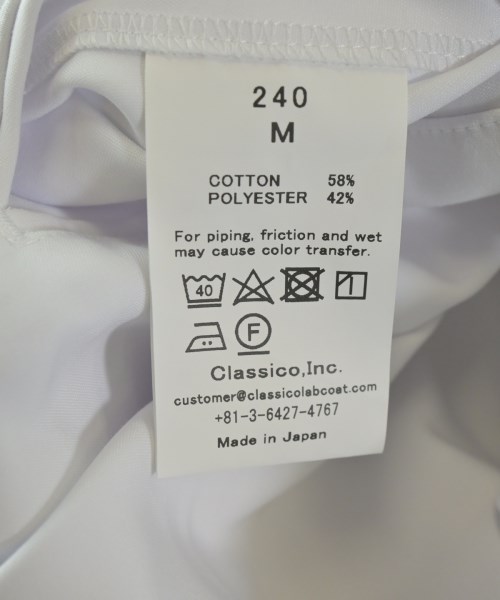 240
M
COTTON 58%
POLYESTER 42%
For piping, friction and wet
may cause color transfer.
40
F
Classico,Inc.
customer@classicolabcoat.com
+81-3-6427-4767
Made in Japan